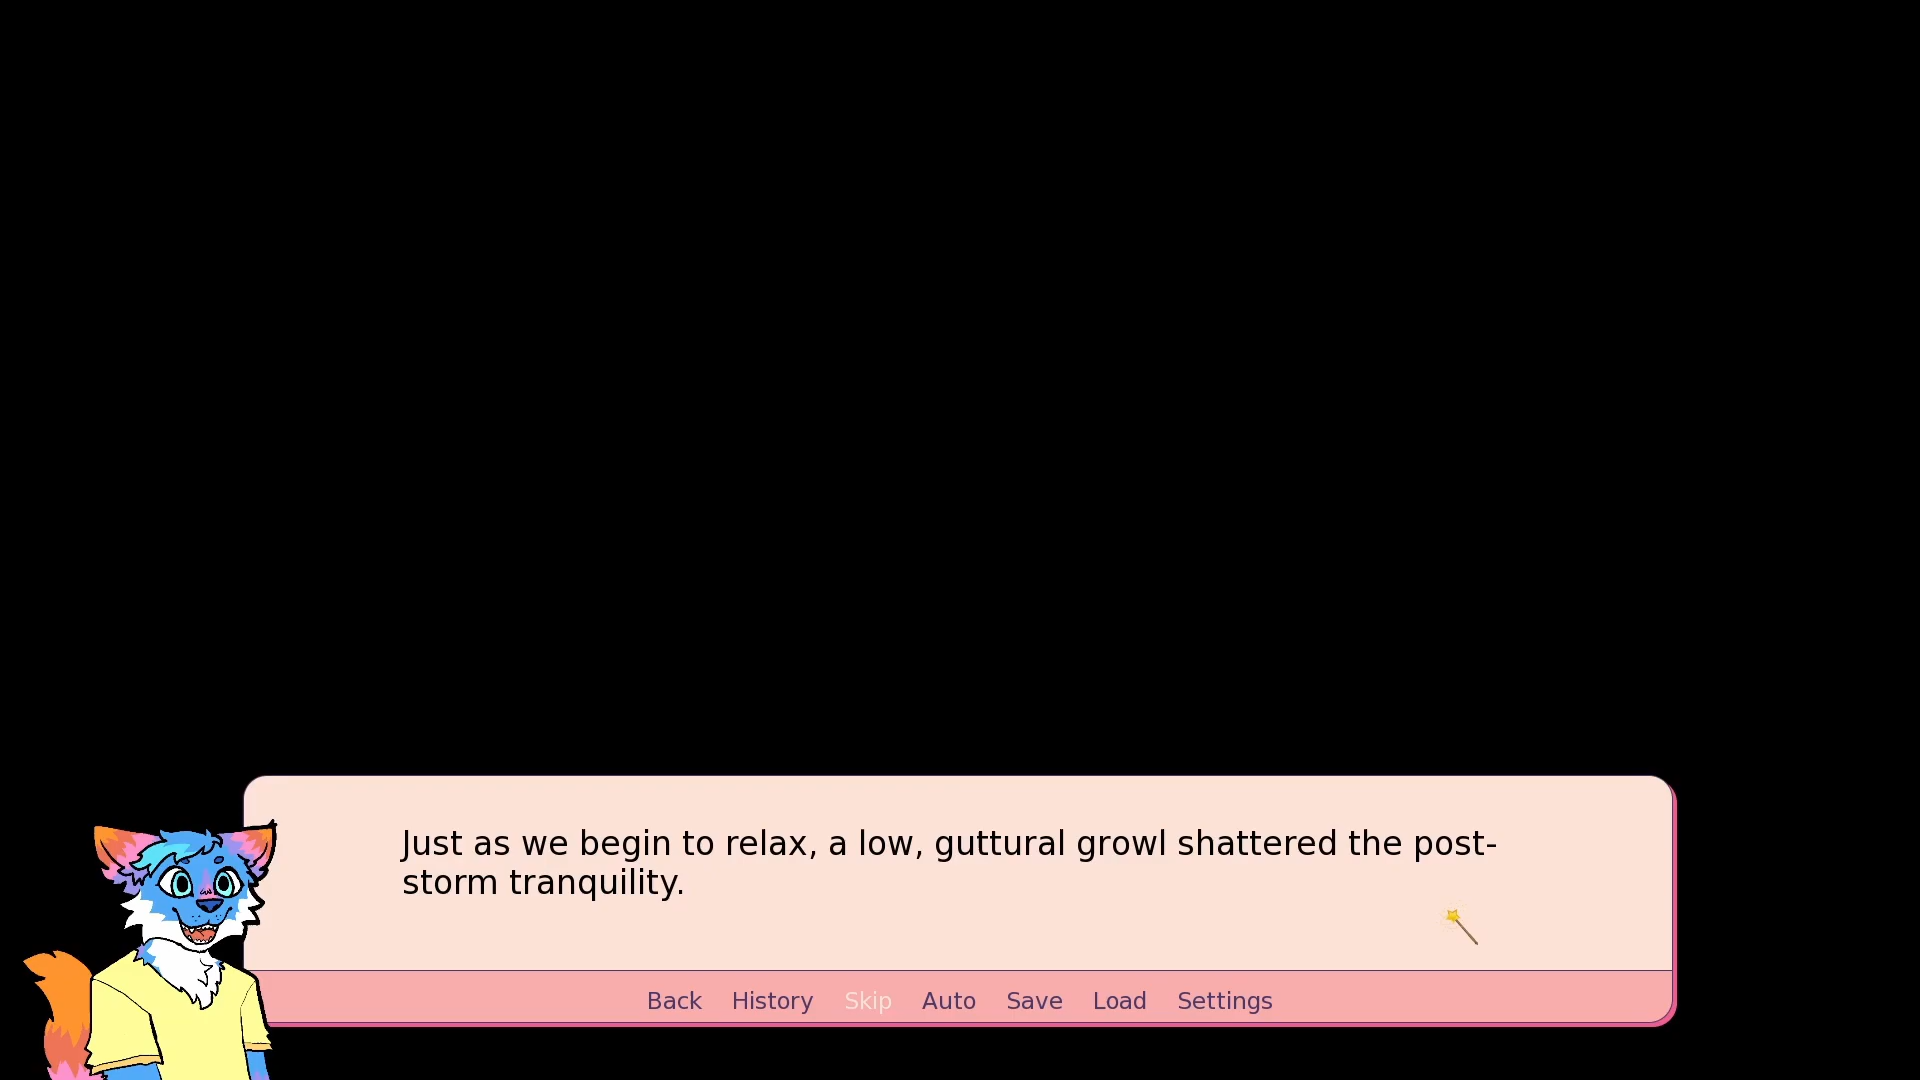 Just as we begin to relax, a low, guttural growl shattered the post-
storm tranquility.
Back History Skip Auto Save Load Settings